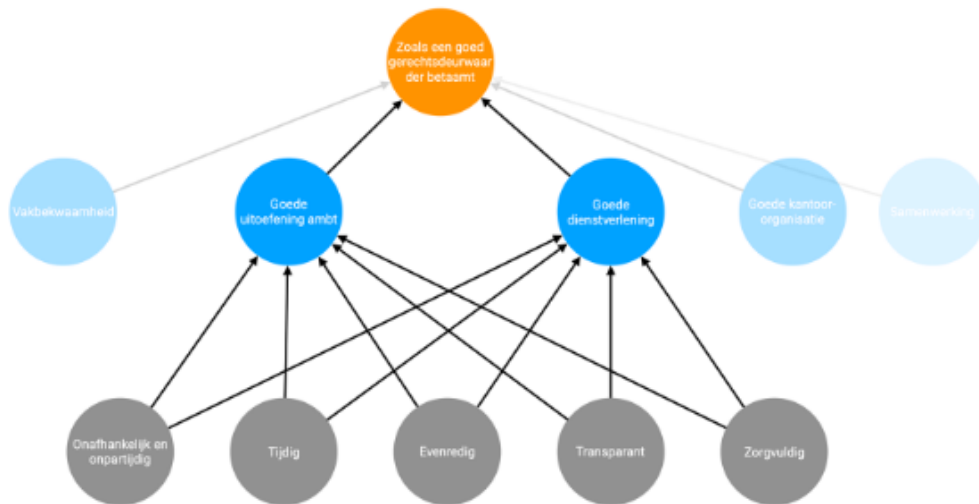 Zoals een goed
gerechtsdeurwaar
der betaamt
Vakbekwaamheid
Goede
uitoefening ambt
Goede
dienstverlening
Goede kantoor-
organisatie
Samenwerking
Onafhankelijk en
onpartijdig
Tijdig
Evenredig
Transparant
Zorgvuldig